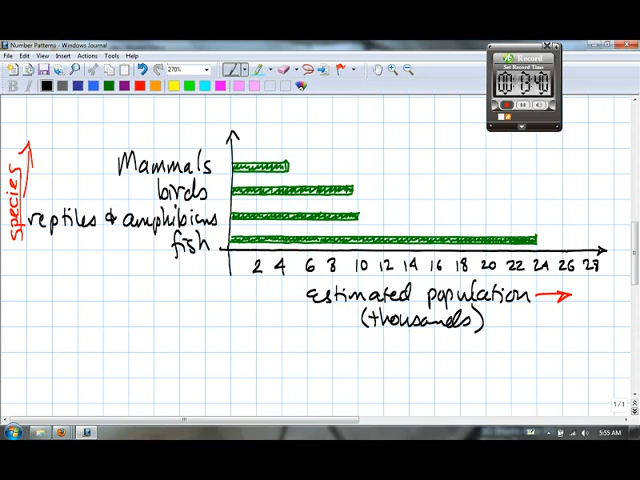 Number Patterns - Windows Journal
File Edit View Insert Actions Tools Help
270%
B I
Record
Set Record Time
00:13:40
species
Mammals
birds
reptiles & amphibians
fish
2 4 6 8 10 12 14 16 18 20 22 24 26 28
estimated population
(thousands)
1/1
5:55 AM